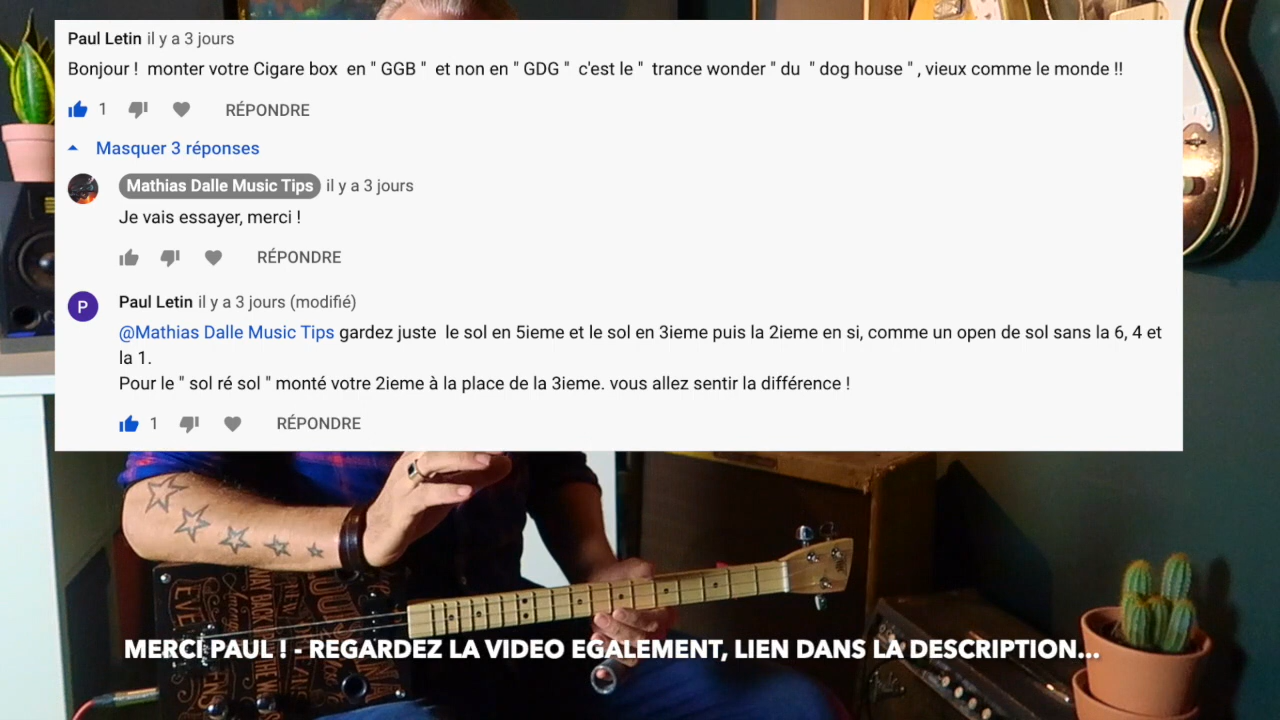 Paul Letin il y a 3 jours
Bonjour ! monter votre Cigare box en " GGB " et non en " GDG " c'est le " trance wonder " du " dog house " , vieux comme le monde !!
1 RÉPONDRE
Masquer 3 réponses
Mathias Dalle Music Tips il y a 3 jours
Je vais essayer, merci !
RÉPONDRE
P
Paul Letin il y a 3 jours (modifié)
@Mathias Dalle Music Tips gardez juste le sol en 5ieme et le sol en 3ieme puis la 2ieme en si, comme un open de sol sans la 6, 4 et
la 1.
Pour le " sol ré sol " monté votre 2ieme à la place de la 3ieme. vous allez sentir la différence !
1 RÉPONDRE
MERCI PAUL ! - REGARDEZ LA VIDEO EGALEMENT, LIEN DANS LA DESCRIPTION...